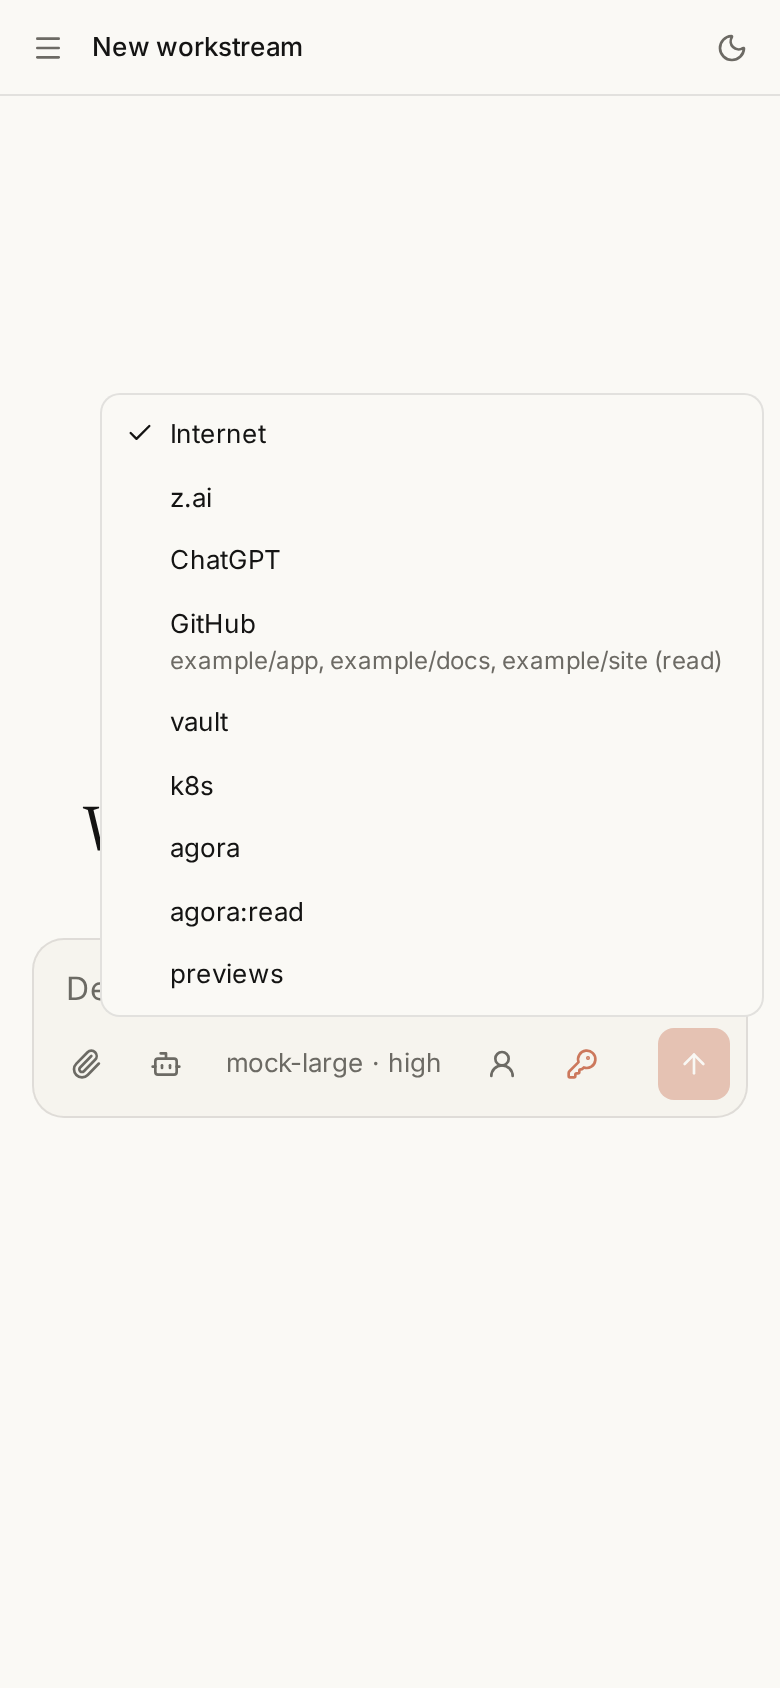 New workstream
Internet
z.ai
ChatGPT
GitHub
example/app, example/docs, example/site (read)
vault
k8s
agora
agora:read
previews
mock-large · high